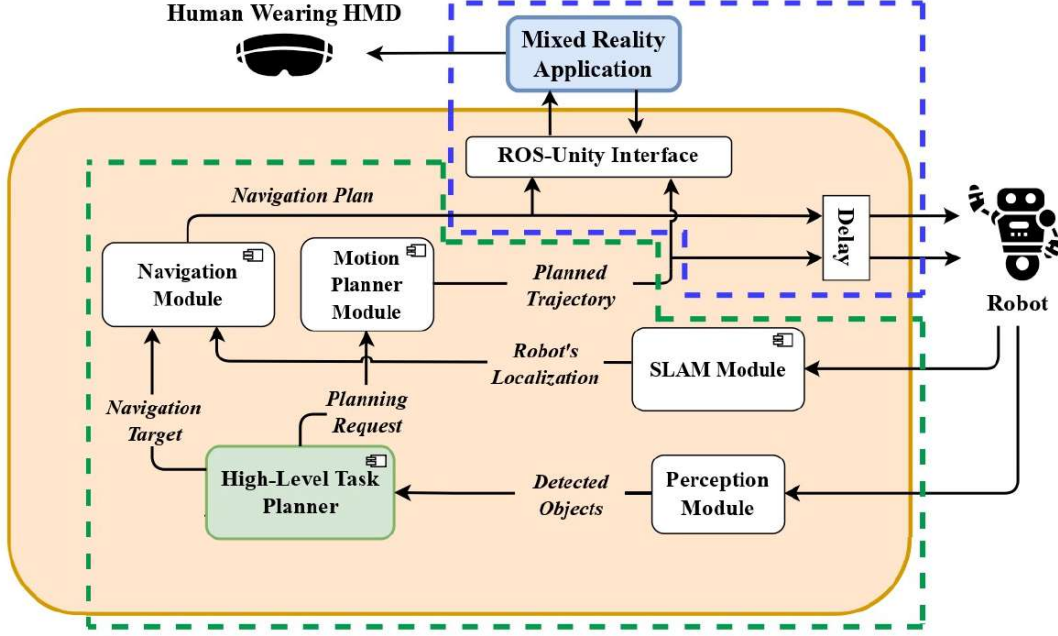 Human Wearing HMD
Mixed Reality
Application
ROS-Unity Interface
Navigation Plan
Delay
Navigation
Module
Motion
Planner
Module
Planned
Trajectory
Robot
Robot's
Localization
SLAM Module
Navigation
Target
Planning
Request
High-Level Task
Planner
Detected
Objects
Perception
Module